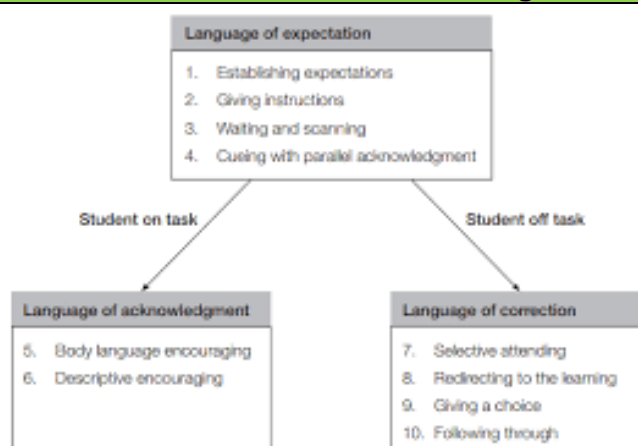 Language of expectation
1. Establishing expectations
2. Giving instructions
3. Waiting and scanning
4. Cueing with parallel acknowledgment
Student on task
Student off task
Language of acknowledgment
5. Body language encouraging
6. Descriptive encouraging
Language of correction
7. Selective attending
8. Redirecting to the learning
9. Giving a choice
10. Following through